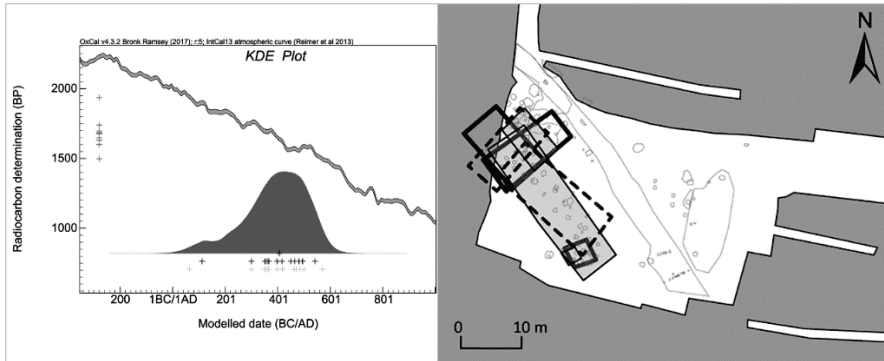 OxCal v4.3.2 Bronk Ramsey (2017); r:5; IntCal13 atmospheric curve (Reimer et al 2013)
KDE Plot
Radiocarbon determination (BP)
2000
1500
1000
200
1BC/1AD
201
401
601
801
Modelled date (BC/AD)
N
0
10 m